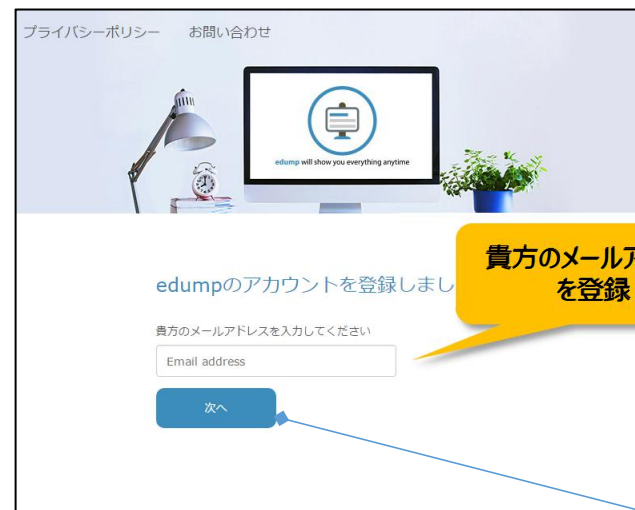 プライバシーポリシー お問い合わせ
edump will show you everything anytime
edumpのアカウントを登録しまし
貴方のメールア
を登録
貴方のメールアドレスを入力してください
Email address
次へ